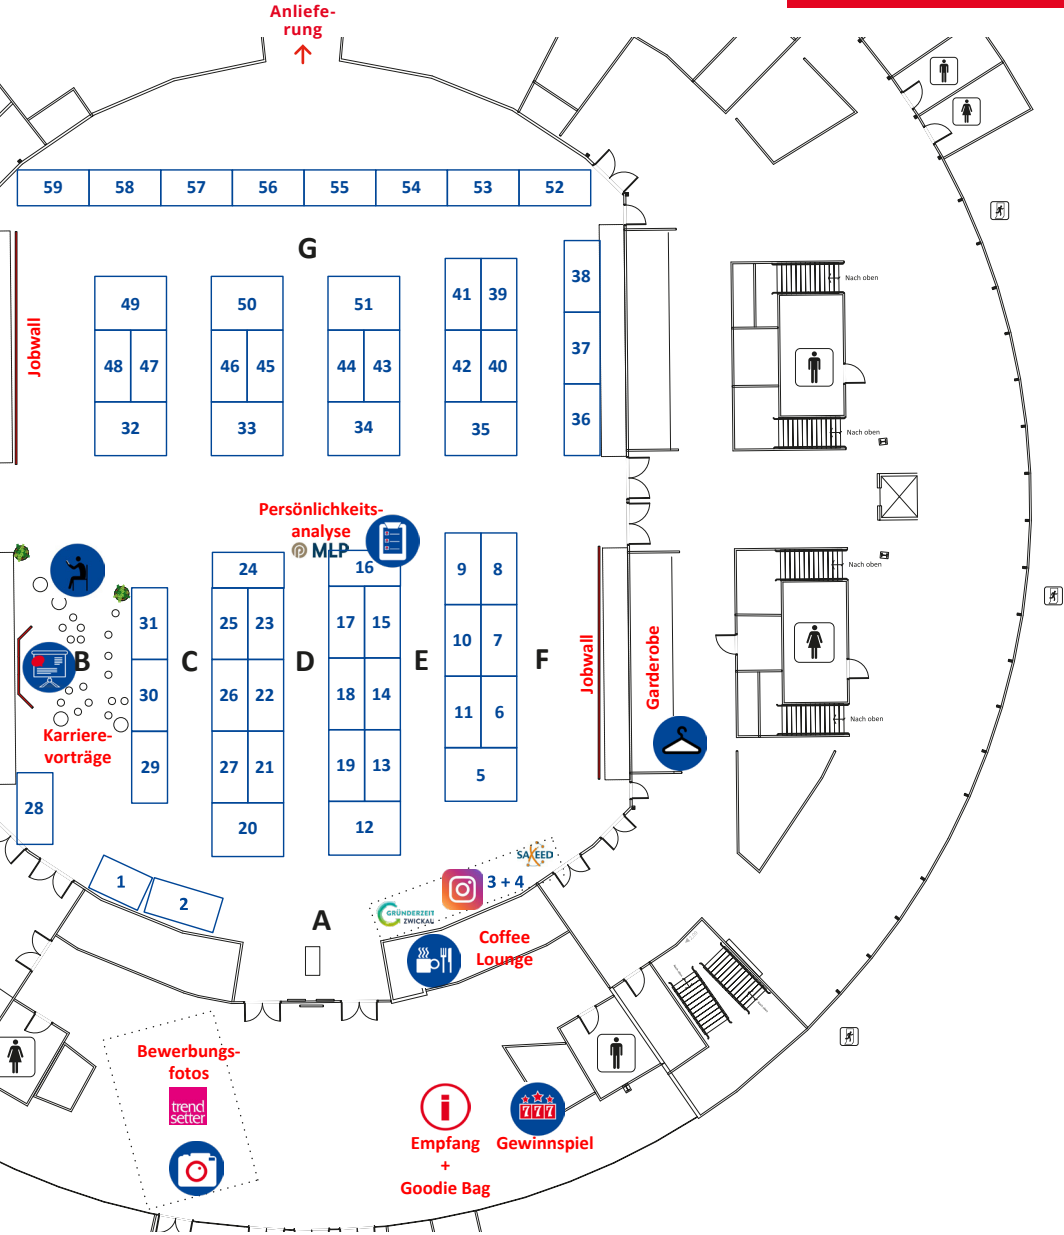 Anliefe-
rung
59 58 57 56 55 54 53 52
G
49 50 51 41 39 38
Jobwall
48 47 46 45 44 43 42 40 37
32 33 34 35 36
Nach oben
Nach oben
Persönlichkeits-
analyse
MLP
24 16 9 8
31 25 23 17 15 10 7
B C D E F
Jobwall
Garderobe
30 26 22 18 14 11 6
Karriere-
vorträge
29 27 21 19 13 5
28 20 12
Nach oben
Nach oben
1 2
SAXEED
3 + 4
GRÜNDERZEIT
ZWICKAU
A
Coffee
Lounge
Bewerbungs-
fotos
trend
setter
777
Empfang
+
Goodie Bag
Gewinnspiel